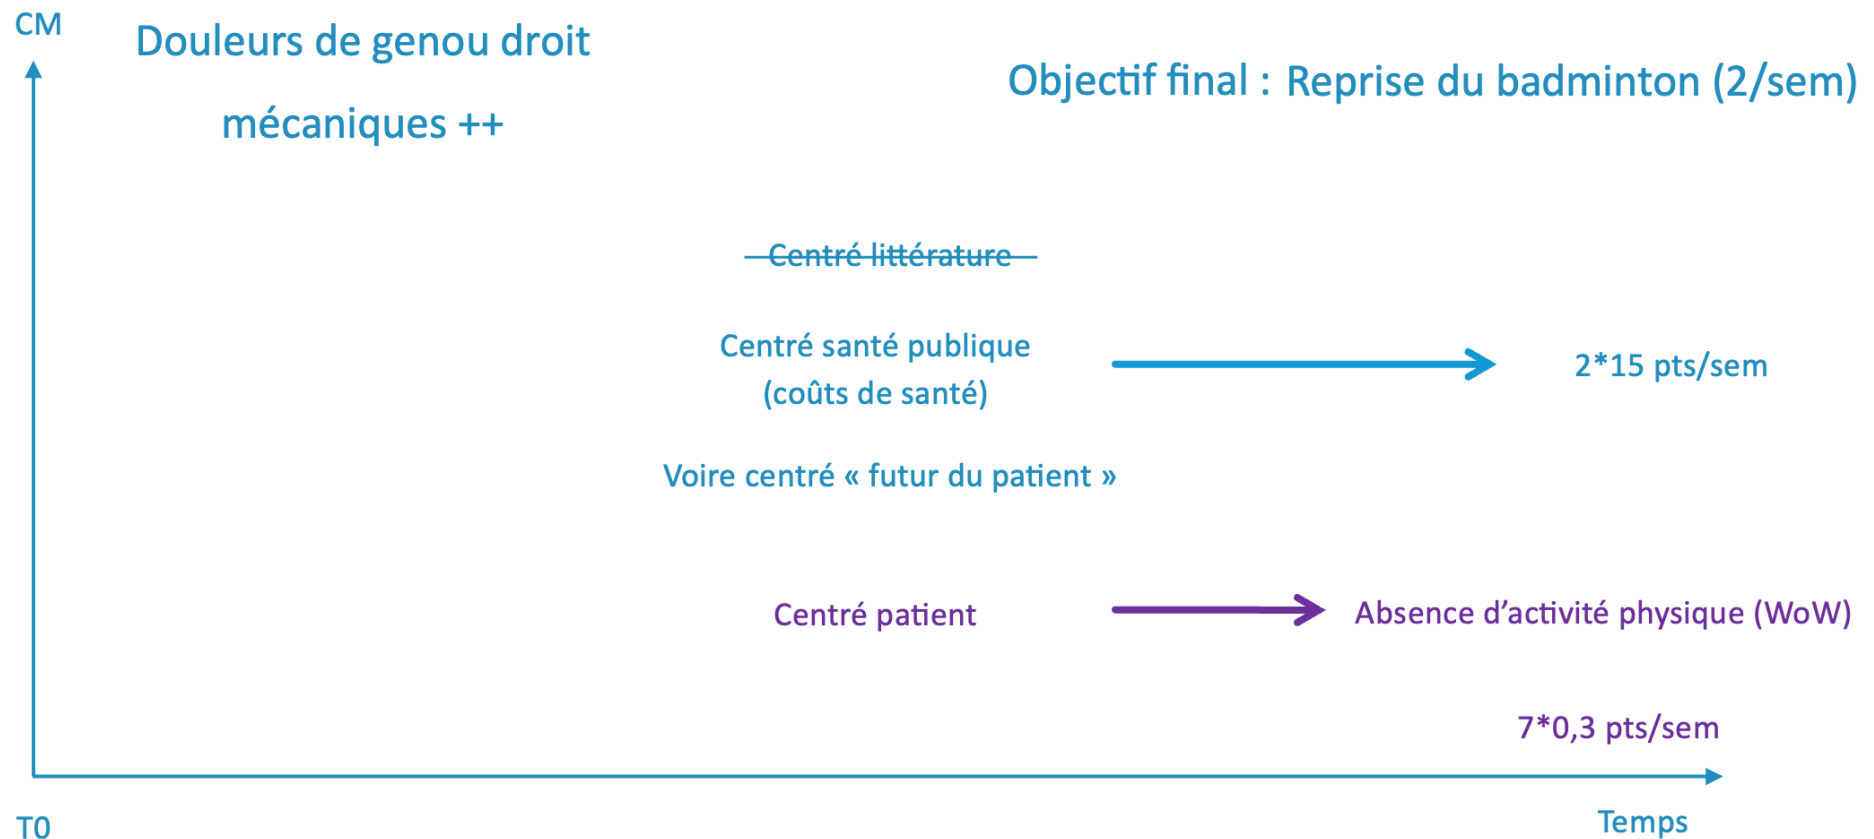 CM
Douleurs de genou droit
mécaniques ++
Objectif final : Reprise du badminton (2/sem)
Centré littérature
Centré santé publique
(coûts de santé)
2*15 pts/sem
Voire centré « futur du patient »
Centré patient
Absence d’activité physique (WoW)
7*0,3 pts/sem
T0
Temps